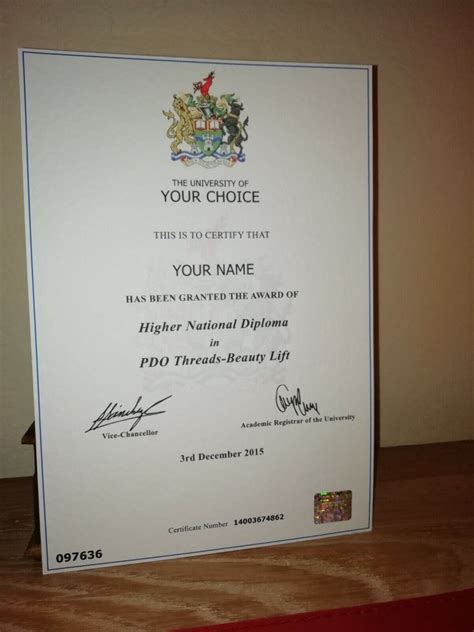 THE UNIVERSITY OF
YOUR CHOICE
THIS IS TO CERTIFY THAT
YOUR NAME
HAS BEEN GRANTED THE AWARD OF
Higher National Diploma
in
PDO Threads-Beauty Lift
Vice-Chancellor
Academic Registrar of the University
3rd December 2015
Certificate Number 14003674862
097636